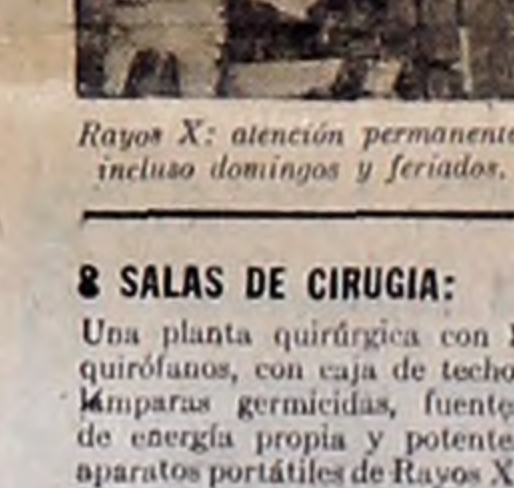 Rayos X: atención permanente
incluso domingos y feriados.
8 SALAS DE CIRUGIA:
Una planta quirúrgica con
quirófanos, con caja de techo
lámparas germicidas, fuente
de energía propia y potente
aparatos portátiles de Rayos X